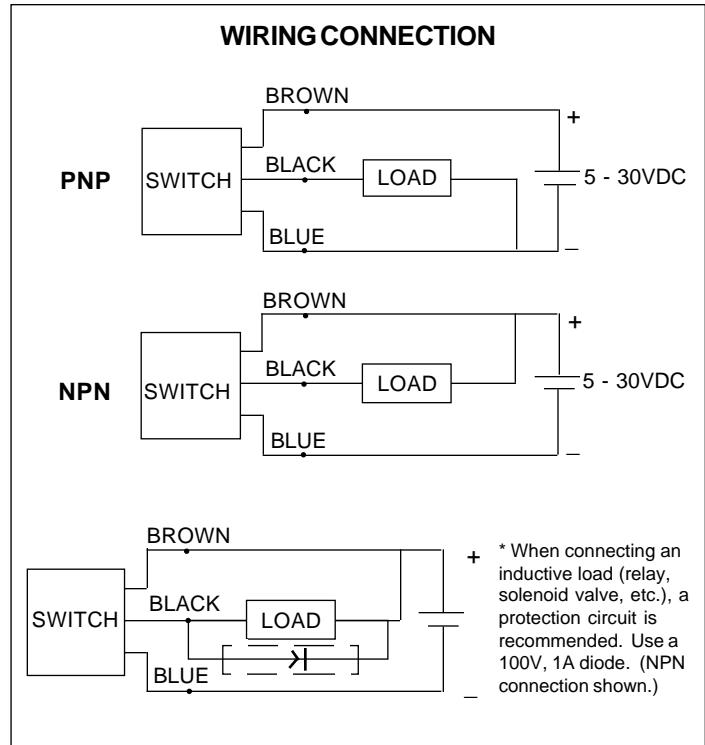 WIRING CONNECTION
BROWN
+
PNP
SWITCH
BLACK
LOAD
5 - 30VDC
BLUE
_
BROWN
+
NPN
SWITCH
BLACK
LOAD
5 - 30VDC
BLUE
_
BROWN
+
SWITCH
BLACK
LOAD
BLUE
_
* When connecting an
inductive load (relay,
solenoid valve, etc.), a
protection circuit is
recommended. Use a
100V, 1A diode. (NPN
connection shown.)